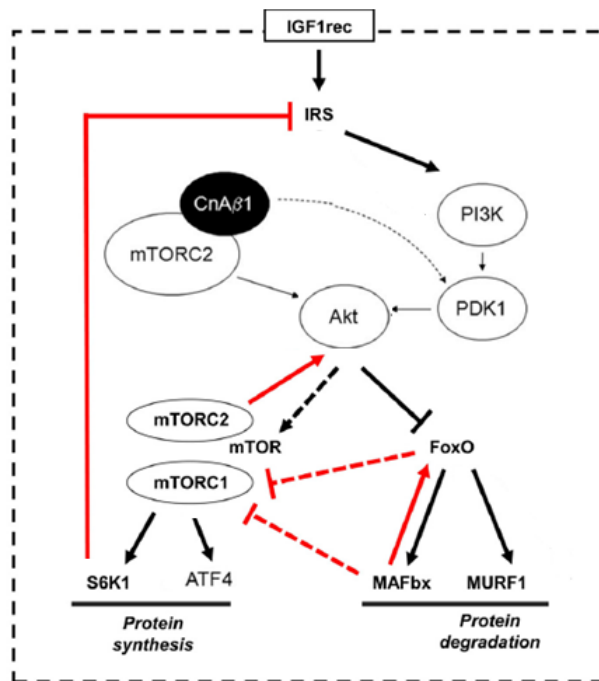 IGF1rec
IRS
CnAβ1
PI3K
mTORC2
PDK1
Akt
mTORC2
mTOR
FoxO
mTORC1
S6K1
ATF4
MAFbx
MURF1
Protein
synthesis
Protein
degradation